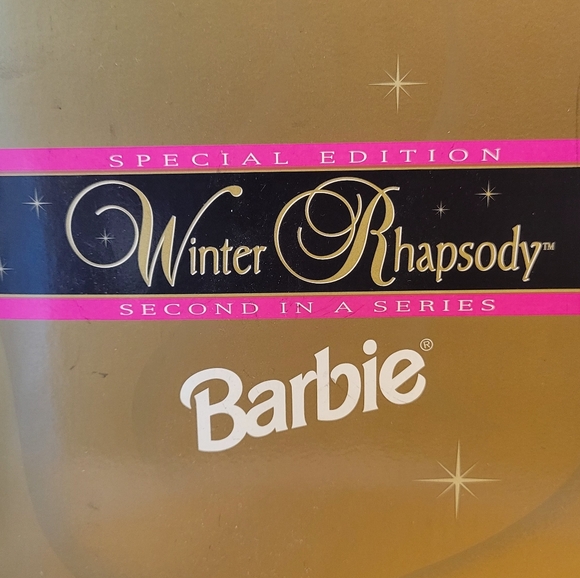 SPECIAL EDITION
Winter Rhapsody™
SECOND IN A SERIES
Barbie®